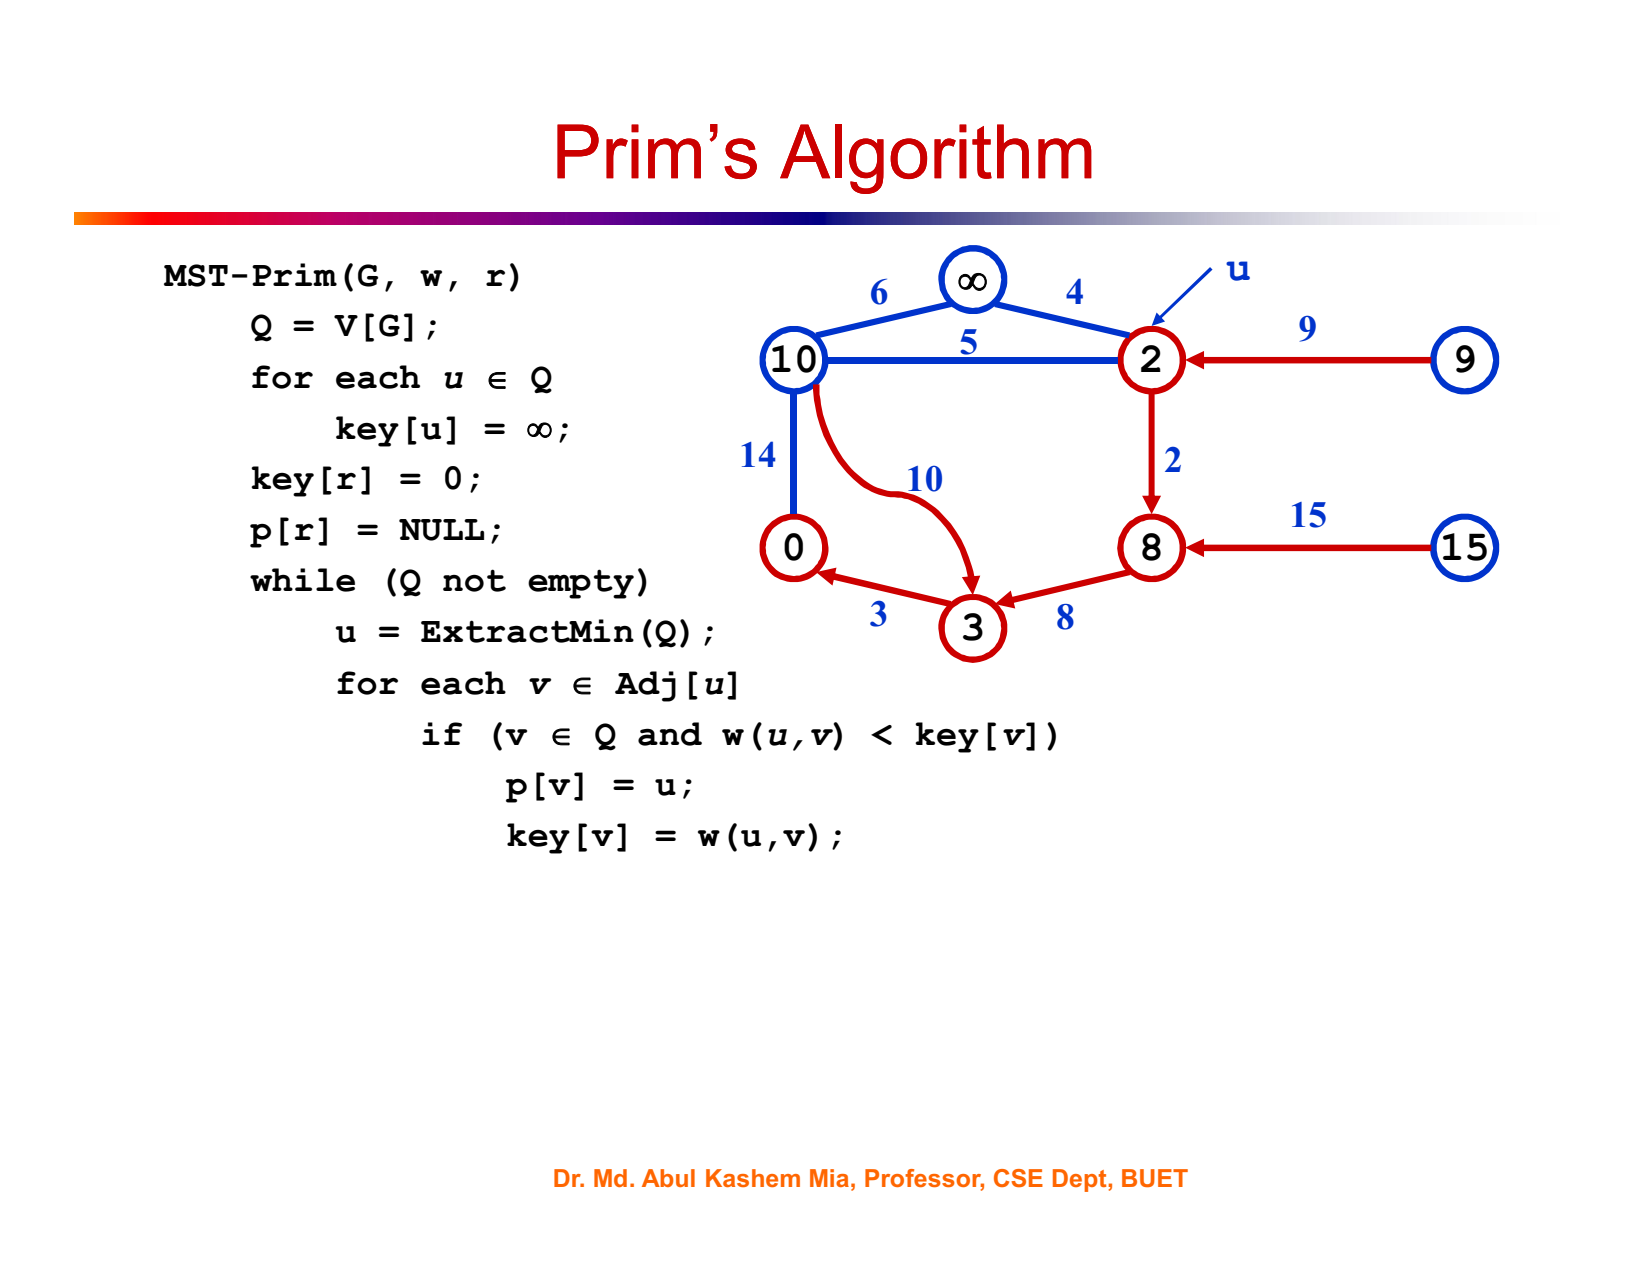 Prim’s Algorithm
MST-Prim(G, w, r)
Q = V[G];
for each u ∈ Q
key[u] = ∞;
key[r] = 0;
p[r] = NULL;
while (Q not empty)
u = ExtractMin(Q);
for each v ∈ Adj[u]
if (v ∈ Q and w(u,v) < key[v])
p[v] = u;
key[v] = w(u,v);
∞
u
6
4
5
9
10
2
9
14
10
2
15
0
8
15
3
8
3
Dr. Md. Abul Kashem Mia, Professor, CSE Dept, BUET